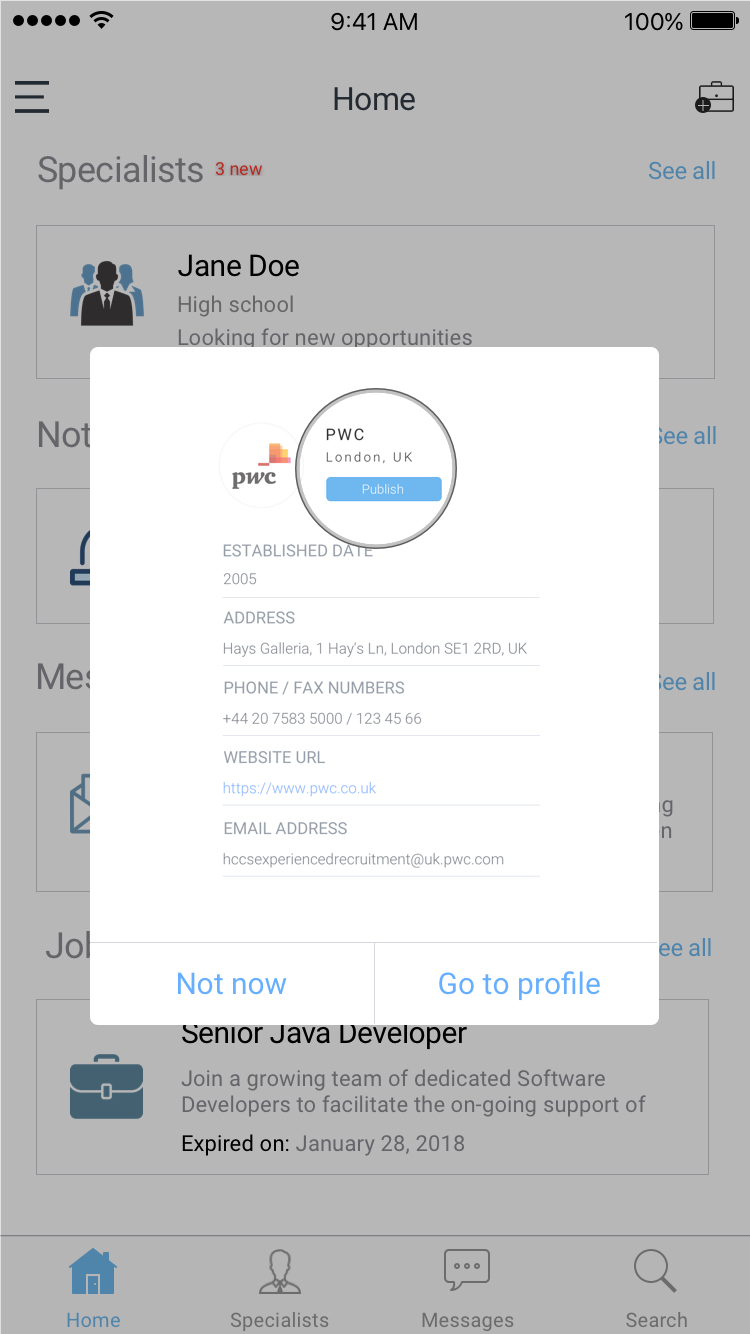 9:41 AM 100%
Home
Specialists 3 new See all
Jane Doe
High school
Looking for new opportunities
Not See all
pwc
PWC
London, UK
Publish
ESTABLISHED DATE
2005
ADDRESS
Hays Galleria, 1 Hay's Ln, London SE1 2RD, UK
Mes See all
PHONE / FAX NUMBERS
+44 20 7583 5000 / 123 45 66
WEBSITE URL
https://www.pwc.co.uk
ng
n
EMAIL ADDRESS
hccsexperiencedrecruitment@uk.pwc.com
Job ee all
Not now Go to profile
Senior Java Developer
Join a growing team of dedicated Software
Developers to facilitate the on-going support of
Expired on: January 28, 2018
Home Specialists Messages Search